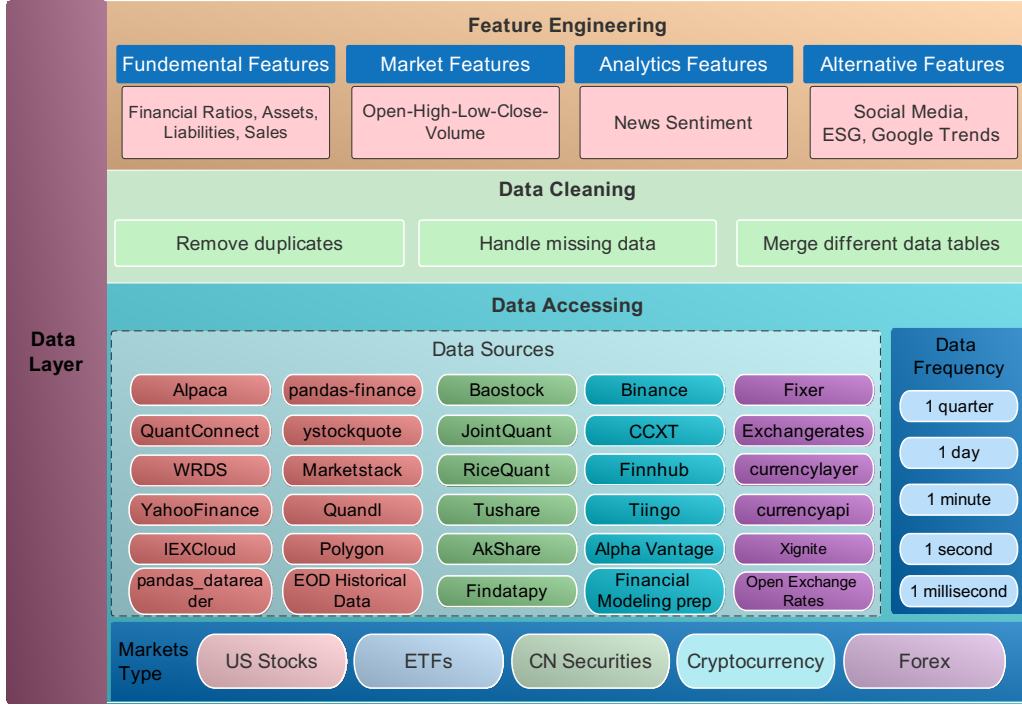 Data
Layer
Feature Engineering
Fundemental Features
Market Features
Analytics Features
Alternative Features
Financial Ratios, Assets,
Liabilities, Sales
Open-High-Low-Close-
Volume
News Sentiment
Social Media,
ESG, Google Trends
Data Cleaning
Remove duplicates
Handle missing data
Merge different data tables
Data Accessing
Data Sources
Alpaca
pandas-finance
Baostock
Binance
Fixer
QuantConnect
ystockquote
JointQuant
CCXT
Exchangerates
WRDS
Marketstack
RiceQuant
Finnhub
currencylayer
YahooFinance
Quandl
Tushare
Tiingo
currencyapi
IEXCloud
Polygon
AkShare
Alpha Vantage
Xignite
pandas_datarea
der
EOD Historical
Data
Findatapy
Financial
Modeling prep
Open Exchange
Rates
Data
Frequency
1 quarter
1 day
1 minute
1 second
1 millisecond
Markets
Type
US Stocks
ETFs
CN Securities
Cryptocurrency
Forex